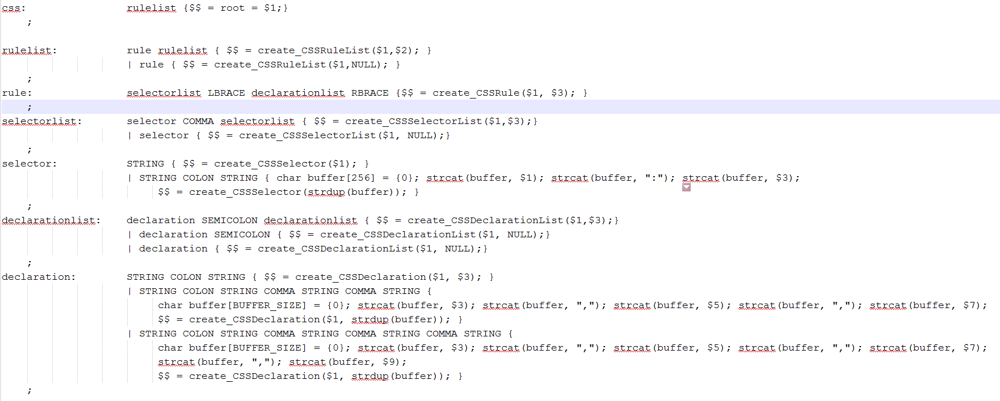 css: rulelist {$$ = root = $1;}
;
rulelist: rule rulelist { $$ = create_CSSRuleList($1,$2); }
| rule { $$ = create_CSSRuleList($1,NULL); }
;
rule: selectorlist LBRACE declarationlist RBRACE {$$ = create_CSSRule($1, $3); }
;
selectorlist: selector COMMA selectorlist { $$ = create_CSSSelectorList($1,$3);}
| selector { $$ = create_CSSSelectorList($1, NULL);}
;
selector: STRING { $$ = create_CSSSelector($1); }
| STRING COLON STRING { char buffer[256] = {0}; strcat(buffer, $1); strcat(buffer, ":"); strcat(buffer, $3);
$$ = create_CSSSelector(strdup(buffer)); }
;
declarationlist: declaration SEMICOLON declarationlist { $$ = create_CSSDeclarationList($1,$3);}
| declaration SEMICOLON { $$ = create_CSSDeclarationList($1, NULL);}
| declaration { $$ = create_CSSDeclarationList($1, NULL);}
;
declaration: STRING COLON STRING { $$ = create_CSSDeclaration($1, $3); }
| STRING COLON STRING COMMA STRING COMMA STRING {
char buffer[BUFFER_SIZE] = {0}; strcat(buffer, $3); strcat(buffer, ","); strcat(buffer, $5); strcat(buffer, ","); strcat(buffer, $7);
$$ = create_CSSDeclaration($1, strdup(buffer)); }
| STRING COLON STRING COMMA STRING COMMA STRING COMMA STRING {
char buffer[BUFFER_SIZE] = {0}; strcat(buffer, $3); strcat(buffer, ","); strcat(buffer, $5); strcat(buffer, ","); strcat(buffer, $7);
strcat(buffer, ","); strcat(buffer, $9);
$$ = create_CSSDeclaration($1, strdup(buffer)); }
;